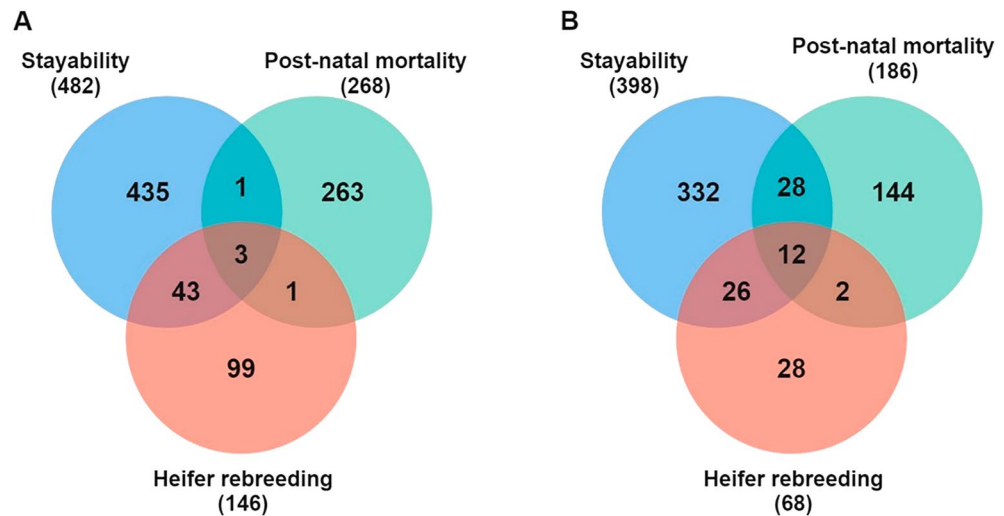 A
Stayability
(482)
Post-natal mortality
(268)
435
1
263
3
43
1
99
Heifer rebreeding
(146)
B
Stayability
(398)
Post-natal mortality
(186)
332
28
144
12
26
2
28
Heifer rebreeding
(68)